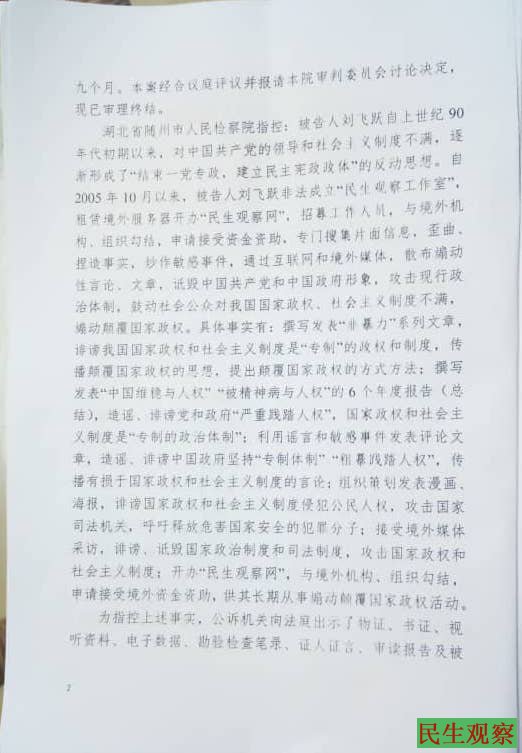 九个月。本案经合议庭评议并报请本院审判委员会讨论决定，
现已审理终结。
湖北省随州市人民检察院指控：被告人刘飞跃自上世纪 90
年代初期以来，对中国共产党的领导和社会主义制度不满，逐
渐形成了“结束一党专政，建立民主宪政政体”的反动思想。自
2005 年 10 月以来，被告人刘飞跃非法成立“民生观察工作室”，
租赁境外服务器开办“民生观察网”，招募工作人员，与境外机
构、组织勾结，申请接受资金资助，专门搜集片面信息，歪曲、
捏造事实，炒作敏感事件，通过互联网和境外媒体，散布煽动
性言论、文章，诋毁中国共产党和中国政府形象，攻击现行政
治体制，鼓动社会公众对我国国家政权、社会主义制度不满，
煽动颠覆国家政权。具体事实有：撰写发表“非暴力”系列文章，
诽谤我国国家政权和社会主义制度是“专制”的政权和制度，传
播颠覆国家政权的思想，提出颠覆国家政权的方式方法；撰写
发表“中国维稳与人权”“被精神病与人权”的 6 个年度报告（总
结），造谣、诽谤党和政府“严重践踏人权”，国家政权和社会主
义制度是“专制的政治体制”；利用谣言和敏感事件发表评论文
章，造谣、诽谤中国政府坚持“专制体制”“粗暴践踏人权”，传
播有损于国家政权和社会主义制度的言论；组织策划发表漫画、
海报，诽谤国家政权和社会主义制度侵犯公民人权，攻击国家
司法机关，呼吁释放危害国家安全的犯罪分子；接受境外媒体
采访，诽谤、诋毁国家政治制度和司法制度，攻击国家政权和
社会主义制度；开办“民生观察网”，与境外机构、组织勾结，
申请接受境外资金资助，供其长期从事煽动颠覆国家政权活动。
为指控上述事实，公诉机关向法庭出示了物证、书证、视
听资料、电子数据、勘验检查笔录、证人证言、审读报告及被
2
民生观察